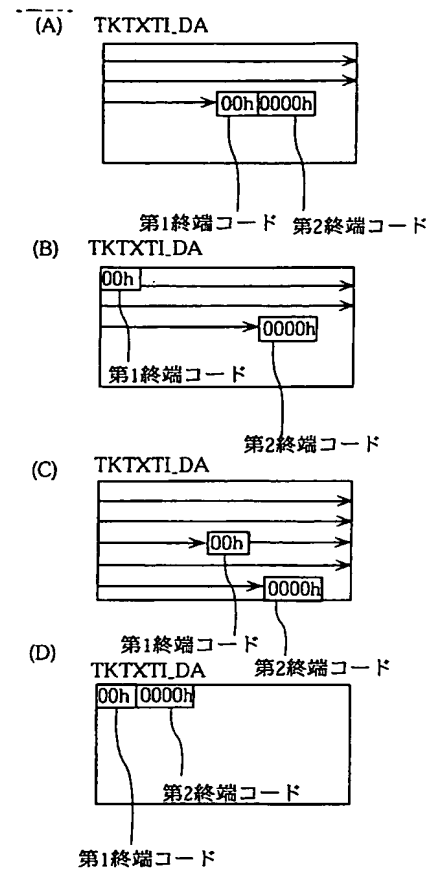 (A) TKTXTI_DA
00h 0000h
第1終端コード 第2終端コード
(B) TKTXTI_DA
00h
0000h
第1終端コード
第2終端コード
(C) TKTXTI_DA
00h
0000h
第1終端コード
第2終端コード
(D) TKTXTI_DA
00h 0000h
第2終端コード
第1終端コード